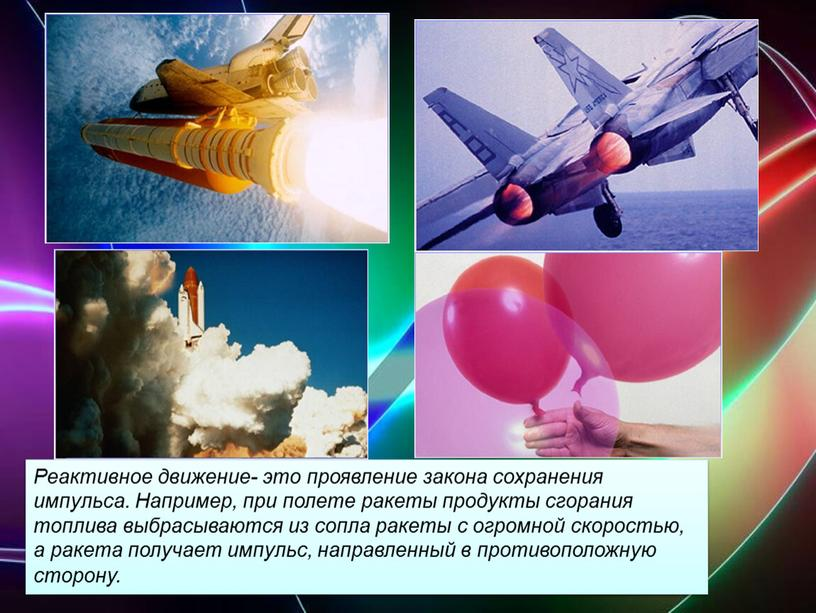 Реактивное движение- это проявление закона сохранения
импульса. Например, при полете ракеты продукты сгорания
топлива выбрасываются из сопла ракеты с огромной скоростью,
а ракета получает импульс, направленный в противоположную
сторону.